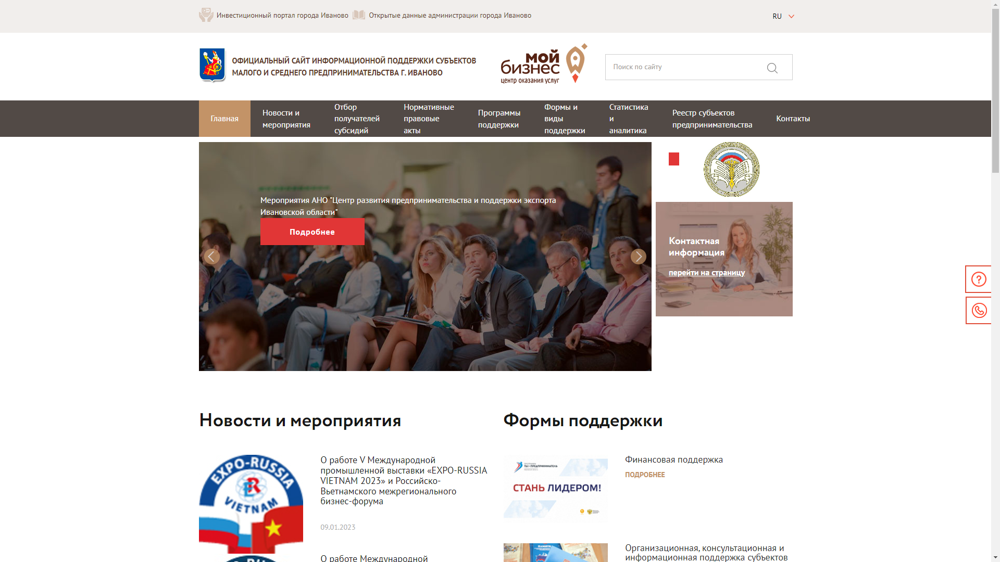 Инвестиционный портал города Иваново
Открытые данные администрации города Иваново
RU
ОФИЦИАЛЬНЫЙ САЙТ ИНФОРМАЦИОННОЙ ПОДДЕРЖКИ СУБЪЕКТОВ
МАЛОГО И СРЕДНЕГО ПРЕДПРИНИМАТЕЛЬСТВА Г. ИВАНОВО
мой
бизнес
центр оказания услуг
Поиск по сайту
Главная
Новости и
мероприятия
Отбор
получателей
субсидий
Нормативные
правовые
акты
Программы
поддержки
Формы и
виды
поддержки
Статистика
и
аналитика
Реестр субъектов
предпринимательства
Контакты
Мероприятия АНО "Центр развития предпринимательства и поддержки экспорта
Ивановской области"
Подробнее
Контактная
информация
перейти на страницу
Новости и мероприятия
EXPO-RUSSIA
ER
VIETNAM
О работе V Международной
промышленной выставки «EXPO-RUSSIA
VIETNAM 2023» и Российско-
Вьетнамского межрегионального
бизнес-форума
09.01.2023
О работе Международной
Формы поддержки
ТЫ-ПРЕДПРИНИМАТЕЛЬ
СТАНЬ ЛИДЕРОМ!
Финансовая поддержка
ПОДРОБНЕЕ
Организационная, консультационная и
информационная поддержка субъектов